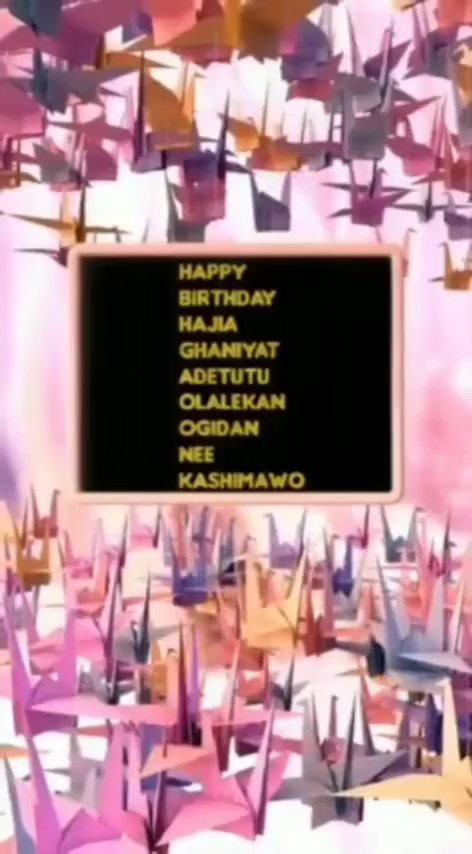 HAPPY
BIRTHDAY
HAJIA
GHANIYAT
ADETUTU
OLALEKAN
OGIDAN
NEE
KASHIMAWO